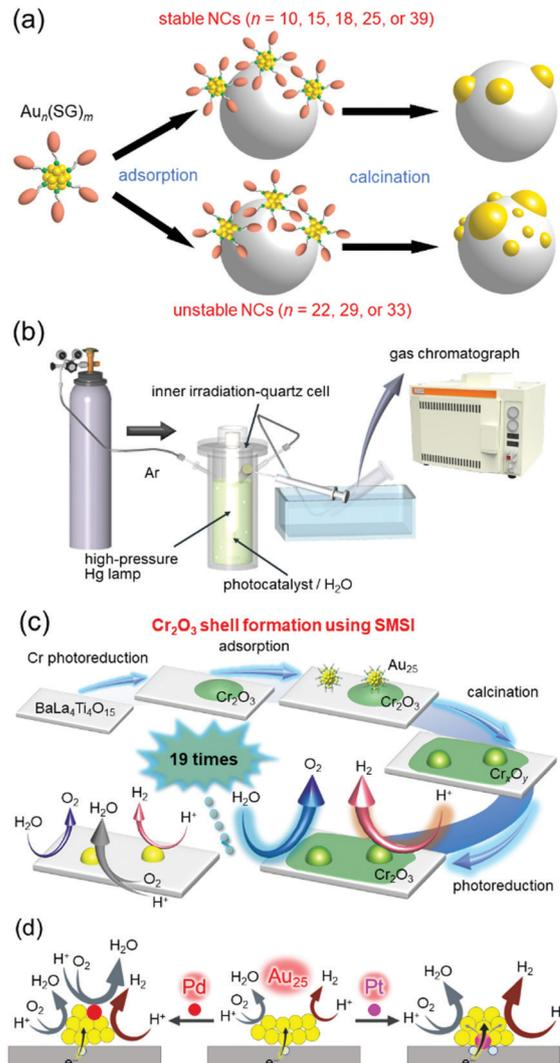 (a)
stable NCs (n = 10, 15, 18, 25, or 39)
Auₙ(SG)ₘ
adsorption
calcination
unstable NCs (n = 22, 29, or 33)
(b)
gas chromatograph
inner irradiation-quartz cell
Ar
high-pressure
Hg lamp
photocatalyst / H₂O
(c)
Cr₂O₃ shell formation using SMSI
Cr photoreduction
adsorption
Au₂₅
calcination
BaLa₄Ti₄O₁₅
Cr₂O₃
Cr₂O₃
CrₓOᵧ
19 times
H₂O
O₂
H₂
H⁺
H₂O
O₂
H₂O
H₂
H⁺
O₂
H⁺
Cr₂O₃
photoreduction
(d)
H₂O
H⁺ O₂
H₂O
H₂
H⁺
O₂
H⁺
Pd
H₂O
Au₂₅
H₂
H⁺
O₂
H⁺
Pt
H₂O
H₂
H⁺
O₂
H⁺
e⁻
e⁻
e⁻